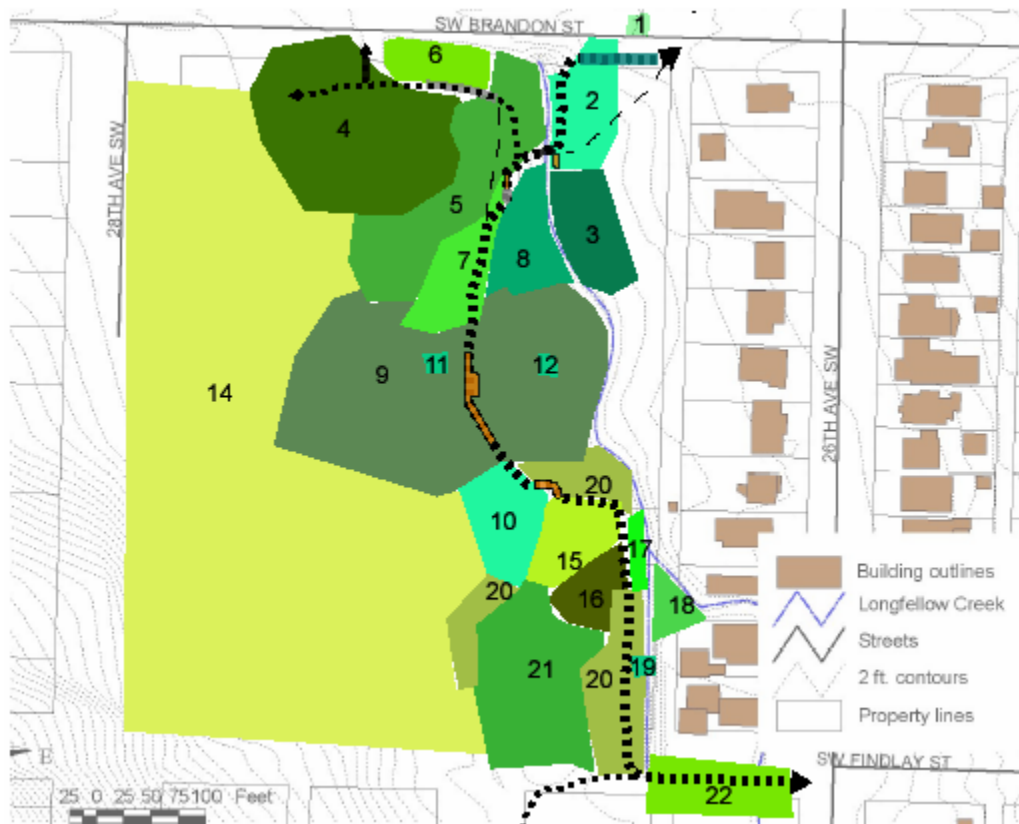 SW BRANDON ST
1
6
2
4
28TH AVE SW
5
3
7
8
11
12
9
14
26TH AVE SW
20
10
17
15
20
16
18
21
20
19
22
Building outlines
Longfellow Creek
Streets
2 ft. contours
Property lines
SW FINDLAY ST
E
25 0 25 50 75 100 Feet